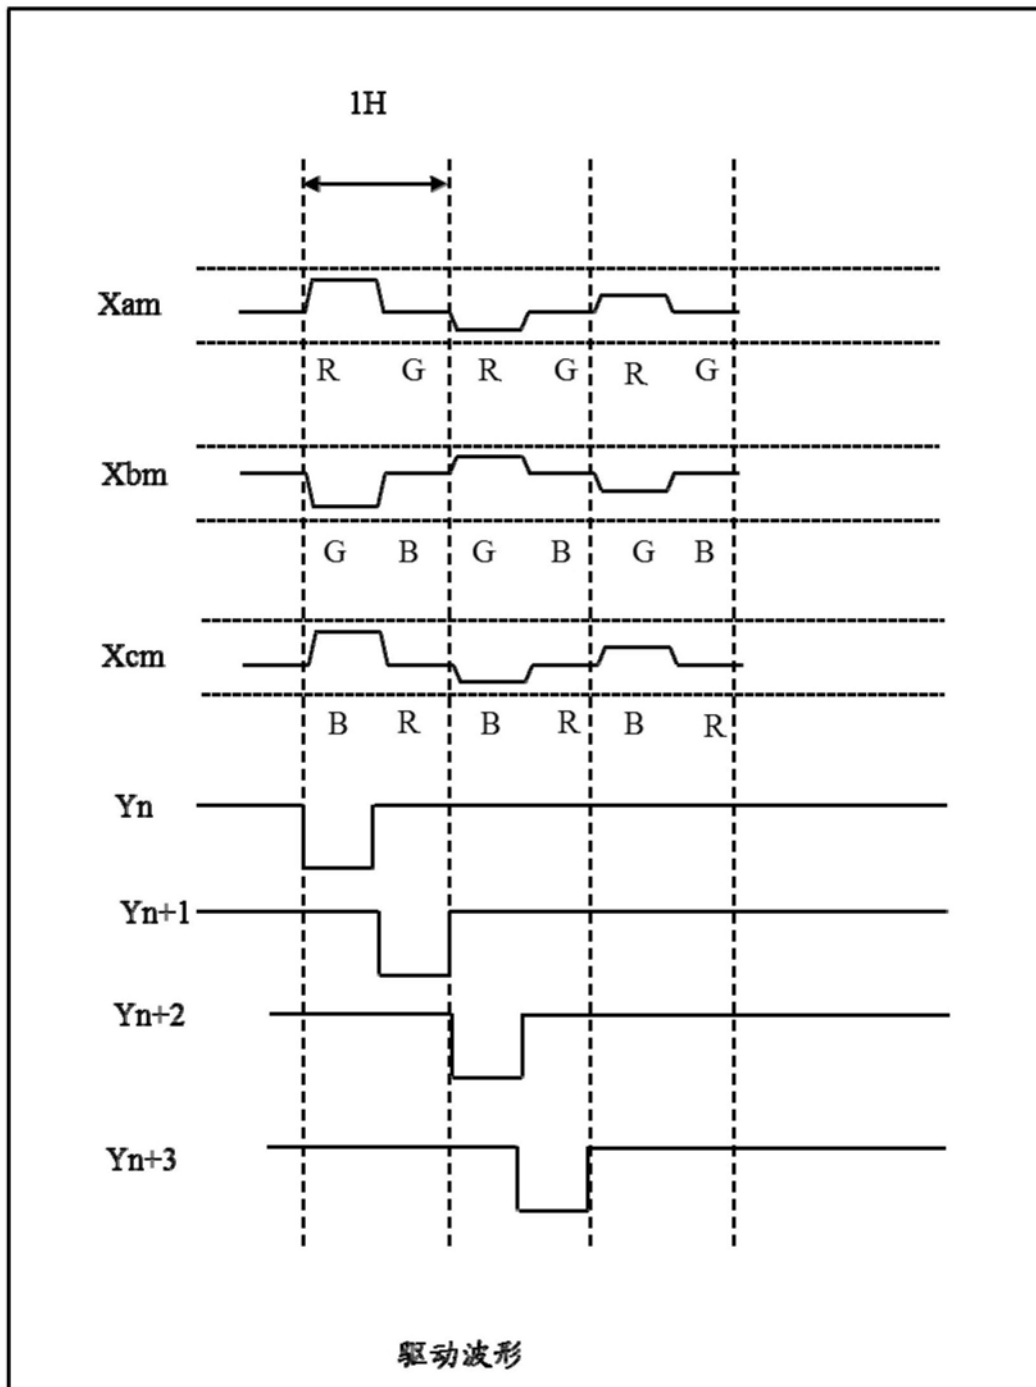 1H
Xam
R G R G R G
Xbm
G B G B G B
Xcm
B R B R B R
Yn
Yn+1
Yn+2
Yn+3
驱动波形